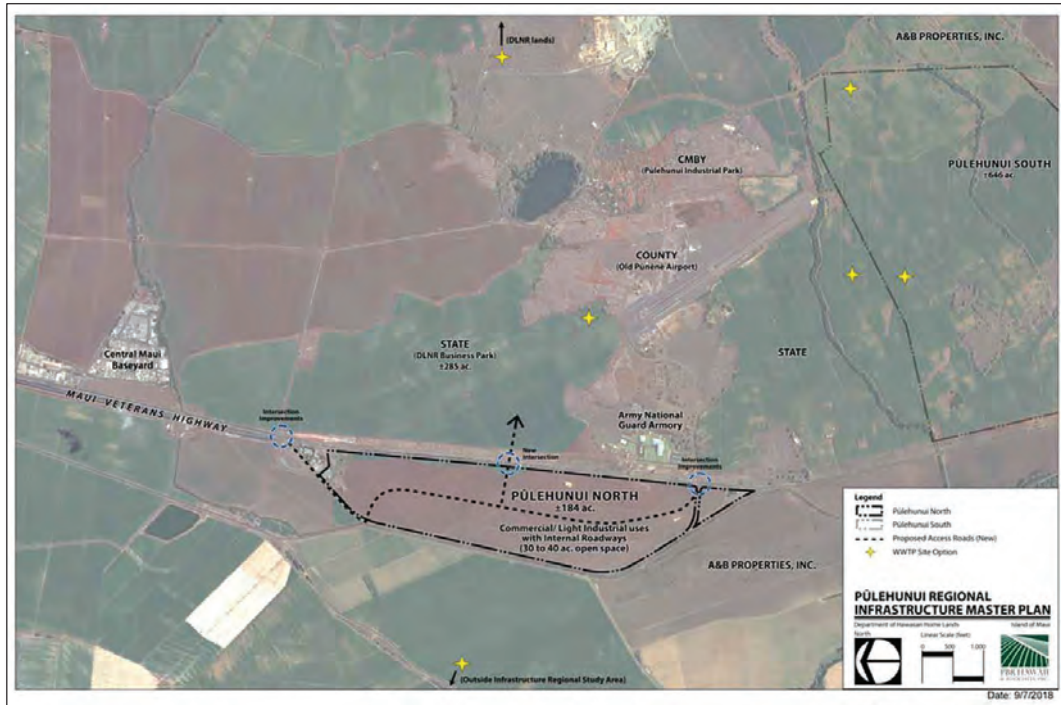 (DLNR lands)
A&B PROPERTIES, INC.
CMBY
(Pūlehunui Industrial Park)
PŪLEHUNUI SOUTH
±646 ac.
COUNTY
(Old Punēnē Airport)
STATE
(DLNR Business Park)
±285 ac.
STATE
Central Maui
Baseyard
MAUI VETERANS HIGHWAY
Intersection
Improvements
Army National
Guard Armory
New
Intersection
Intersection
Improvements
PŪLEHUNUI NORTH
±184 ac.
Commercial/ Light Industrial uses
with Internal Roadways
(30 to 40 ac. open space)
A&B PROPERTIES, INC.
(Outside Infrastructure Regional Study Area)
Legend
Pūlehunui North
Pūlehunui South
Proposed Access Roads (New)
WWTP Site Option
PŪLEHUNUI REGIONAL
INFRASTRUCTURE MASTER PLAN
Department of Hawaiian Home Lands
Island of Maui
North
Linear Scale (feet)
0 500 1,000
PBR HAWAII
& ASSOCIATES, INC.
Date: 9/7/2018